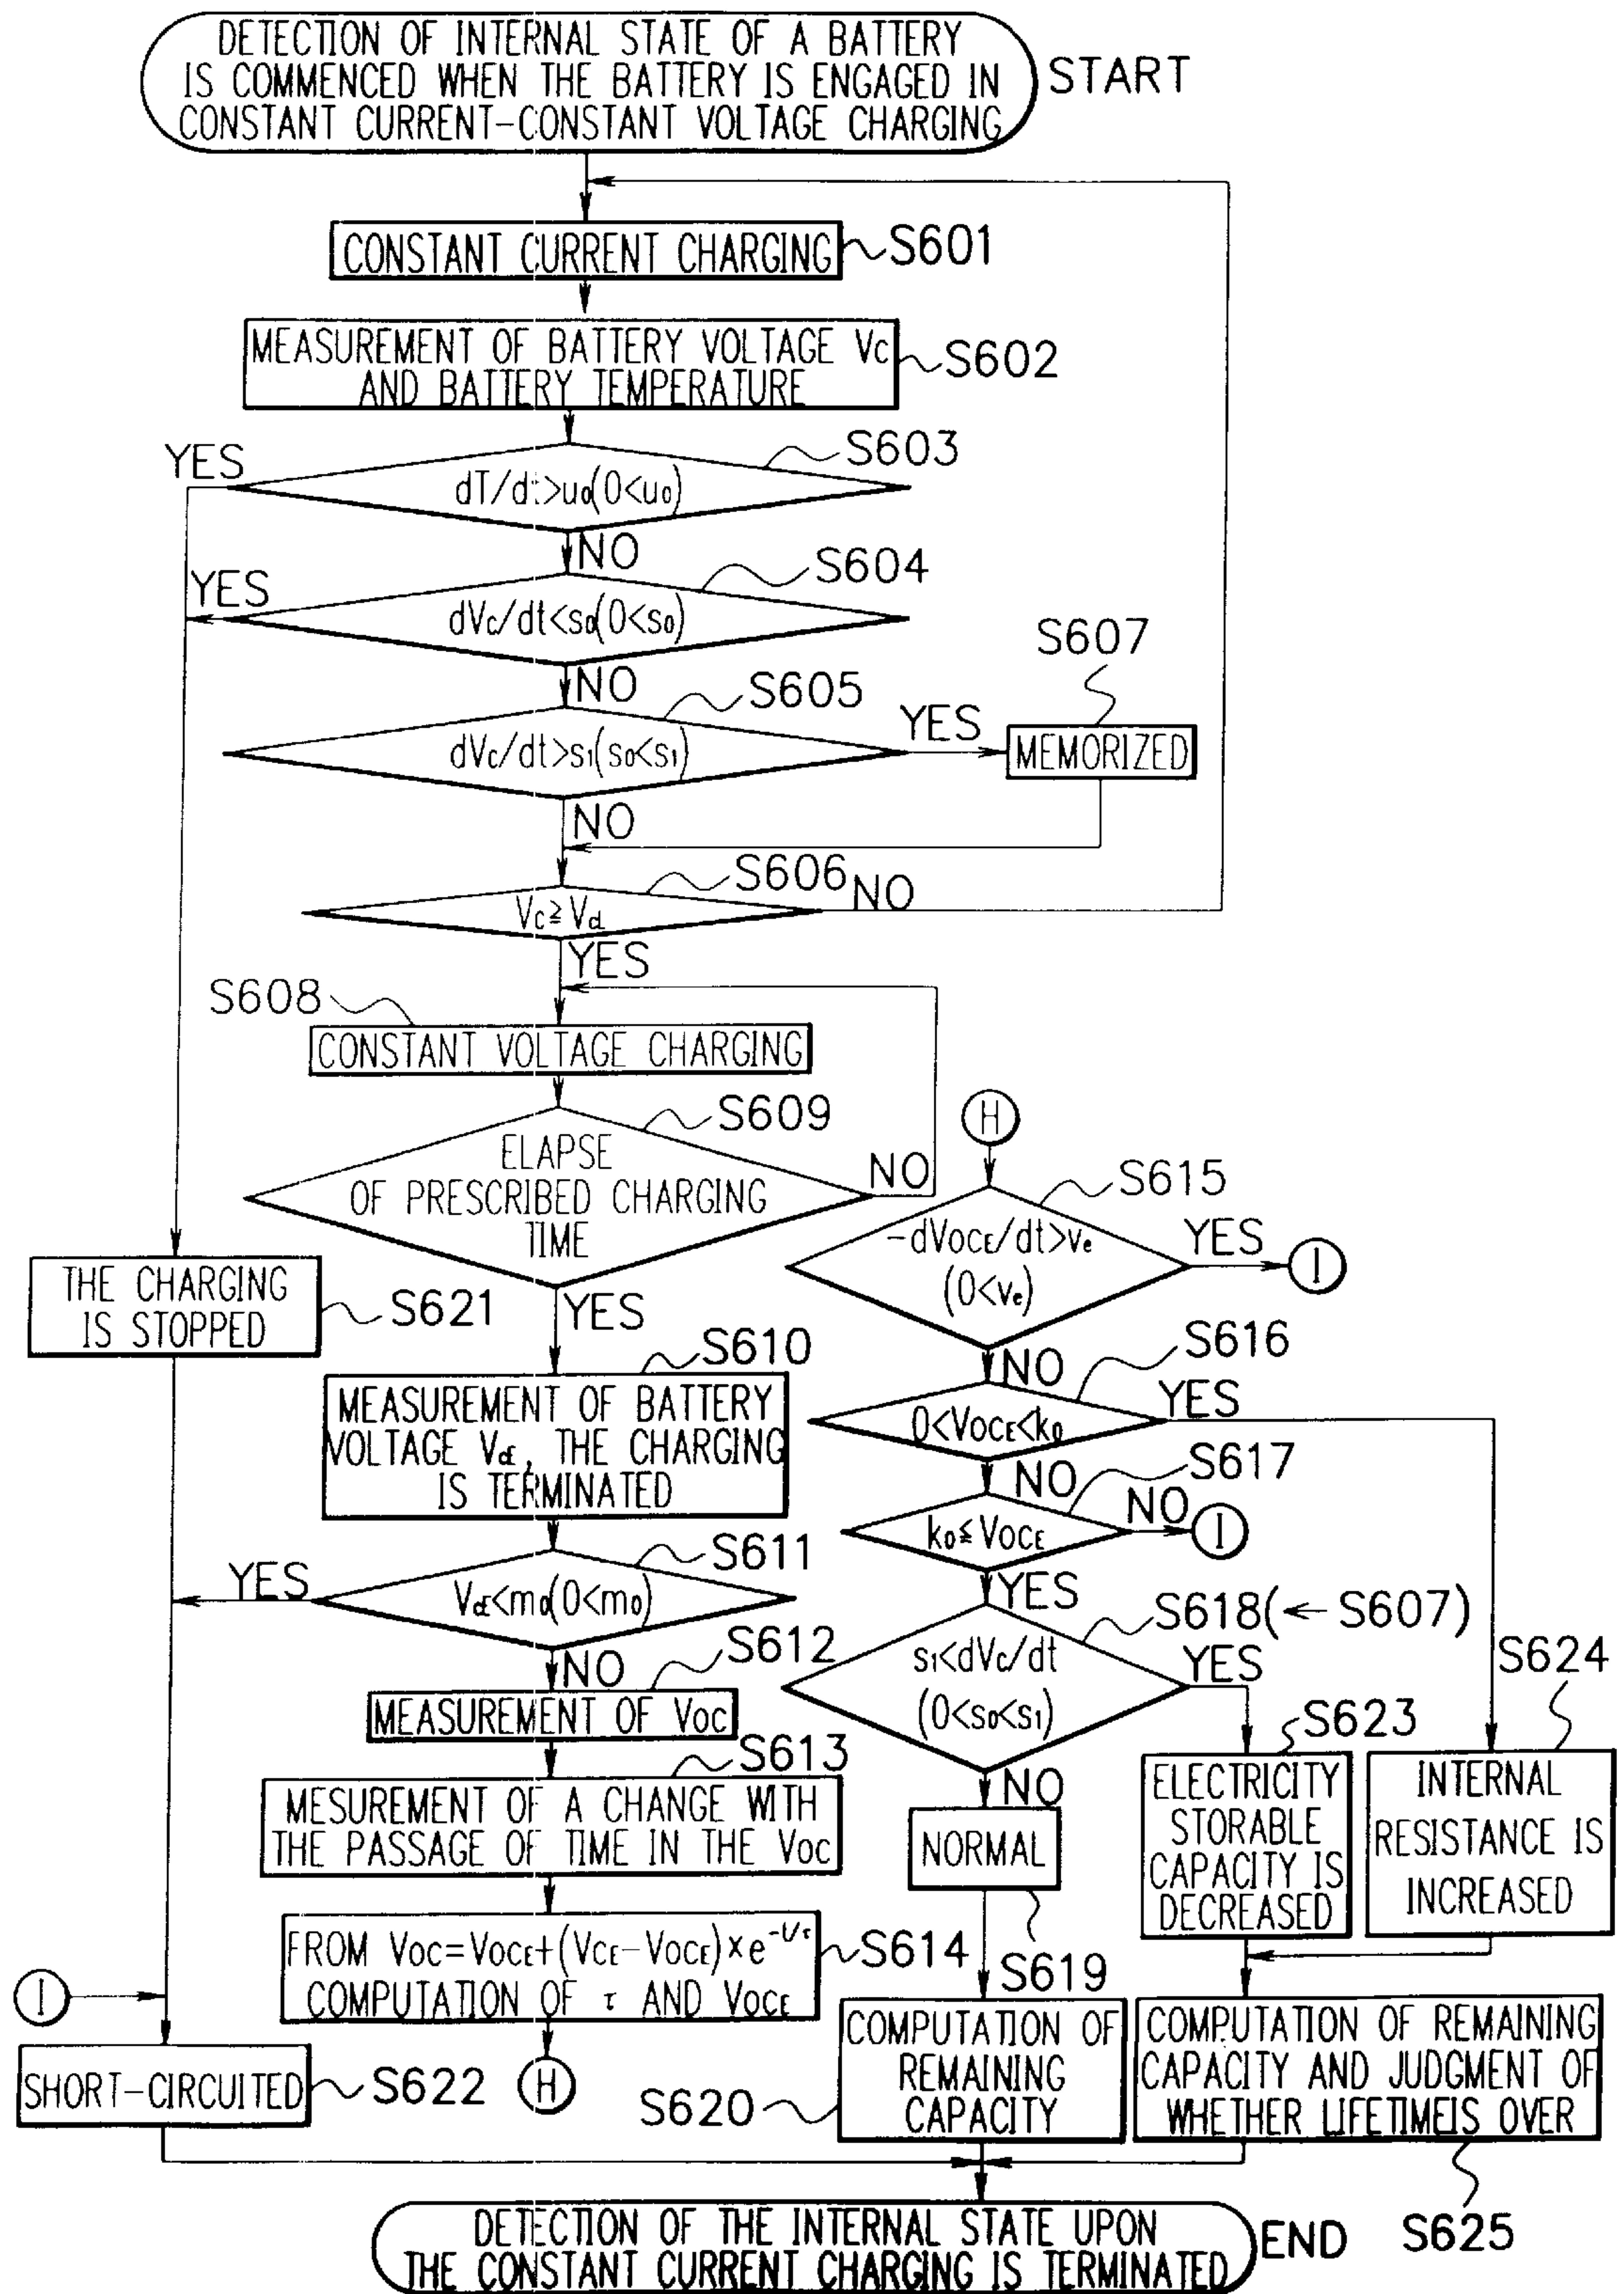 DETECTION OF INTERNAL STATE OF A BATTERY
IS COMMENCED WHEN THE BATTERY IS ENGAGED IN
CONSTANT CURRENT-CONSTANT VOLTAGE CHARGING
START
CONSTANT CURRENT CHARGING
S601
MEASUREMENT OF BATTERY VOLTAGE Vc
AND BATTERY TEMPERATURE
S602
S603
YES
dT/dt>u0(0<u0)
NO
S604
YES
dVc/dt<s0(0<s0)
NO
S605
dVc/dt>s1(s0<s1)
YES
S607
MEMORIZED
NO
S606
Vc≧Vd
NO
YES
S608
CONSTANT VOLTAGE CHARGING
S609
ELAPSE
OF PRESCRIBED CHARGING
TIME
NO
YES
THE CHARGING
IS STOPPED
S621
S610
MEASUREMENT OF BATTERY
VOLTAGE VdE, THE CHARGING
IS TERMINATED
S611
YES
VdE<m0(0<m0)
NO
S612
MEASUREMENT OF Voc
S613
MESUREMENT OF A CHANGE WITH
THE PASSAGE OF TIME IN THE Voc
FROM Voc=VocE+(VcE-VocE)×e-t/τ
COMPUTATION OF τ AND VocE
S614
H
I
SHORT-CIRCUITED
S622
H
S615
-dVocE/dt>ve
(0<ve)
YES
I
NO
S616
0<VocE<k0
YES
NO
S617
k0≦VocE
NO
I
YES
S618(← S607)
s1<dVc/dt
(0<s0<s1)
YES
NO
NORMAL
S619
S623
ELECTRICITY
STORABLE
CAPACITY IS
DECREASED
S624
INTERNAL
RESISTANCE IS
INCREASED
COMPUTATION OF
REMAINING
CAPACITY
S620
COMPUTATION OF REMAINING
CAPACITY AND JUDGMENT OF
WHETHER LIFETIMEIS OVER
S625
DETECTION OF THE INTERNAL STATE UPON
THE CONSTANT CURRENT CHARGING IS TERMINATED
END